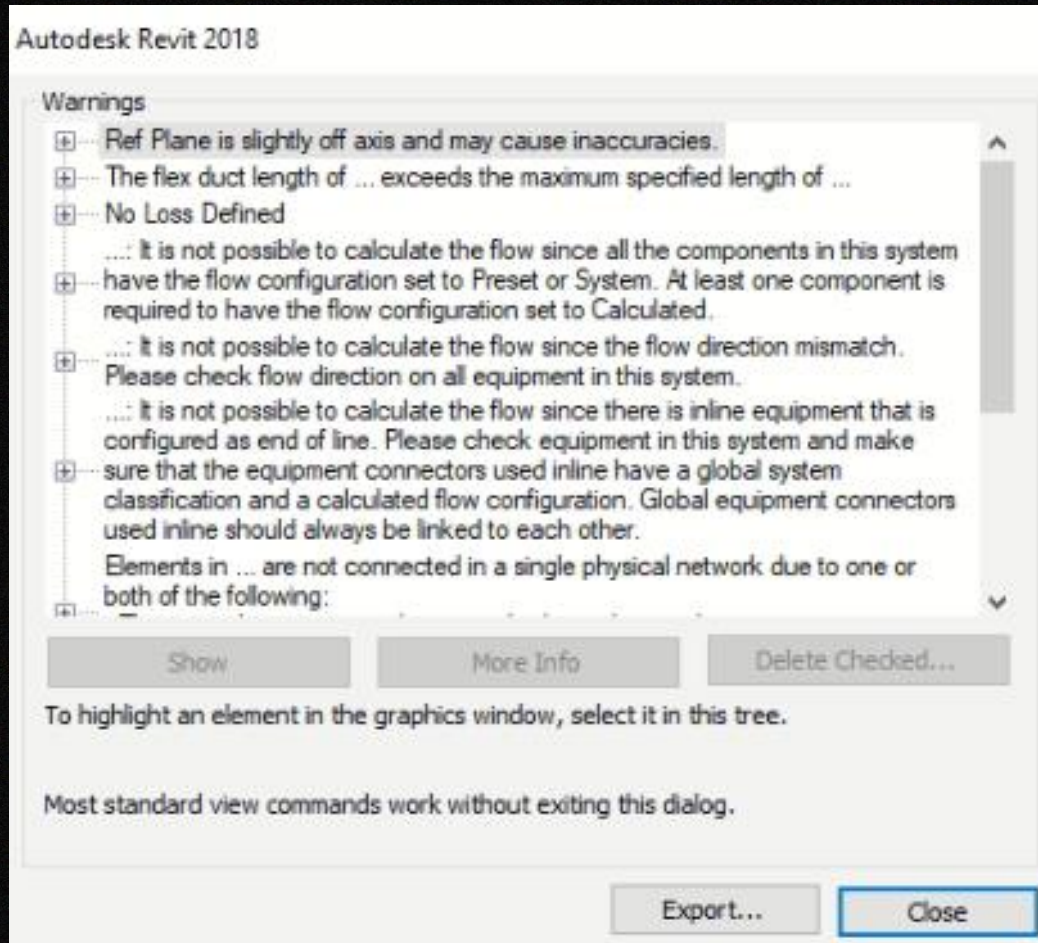 Autodesk Revit 2018
Warnings
Ref Plane is slightly off axis and may cause inaccuracies.
The flex duct length of ... exceeds the maximum specified length of ...
No Loss Defined
...: It is not possible to calculate the flow since all the components in this system
have the flow configuration set to Preset or System. At least one component is
required to have the flow configuration set to Calculated.
...: It is not possible to calculate the flow since the flow direction mismatch.
Please check flow direction on all equipment in this system.
...: It is not possible to calculate the flow since there is inline equipment that is
configured as end of line. Please check equipment in this system and make
sure that the equipment connectors used inline have a global system
classification and a calculated flow configuration. Global equipment connectors
used inline should always be linked to each other.
Elements in ... are not connected in a single physical network due to one or
both of the following:
Show
More Info
Delete Checked...
To highlight an element in the graphics window, select it in this tree.
Most standard view commands work without exiting this dialog.
Export...
Close